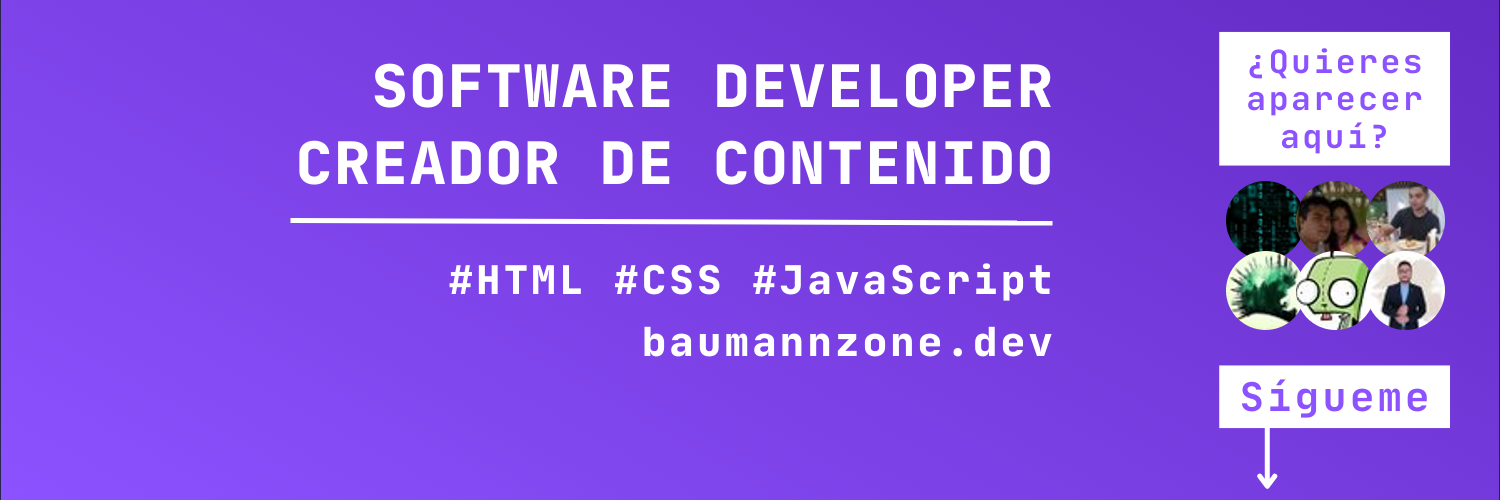 SOFTWARE DEVELOPER
CREADOR DE CONTENIDO
#HTML #CSS #JavaScript
baumannzone.dev
¿Quieres
aparecer
aquí?
Sígueme